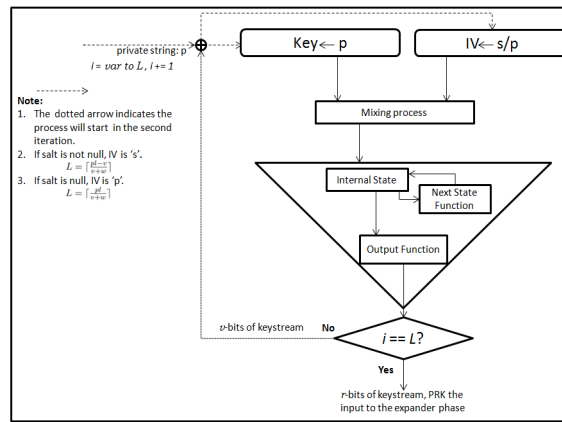 private string: p
i = var to L , i += 1
Key← p
IV← s/p
Mixing process
Note:
1. The dotted arrow indicates the
process will start in the second
iteration.
2. If salt is not null, IV is ‘s’.
L = ⌈(pl−v)/(v+w)⌉
3. If salt is null, IV is ‘p’.
L = ⌈pl/(v+w)⌉
Internal State
Next State
Function
Output Function
v-bits of keystream
No
i == L?
Yes
r-bits of keystream, PRK the
input to the expander phase